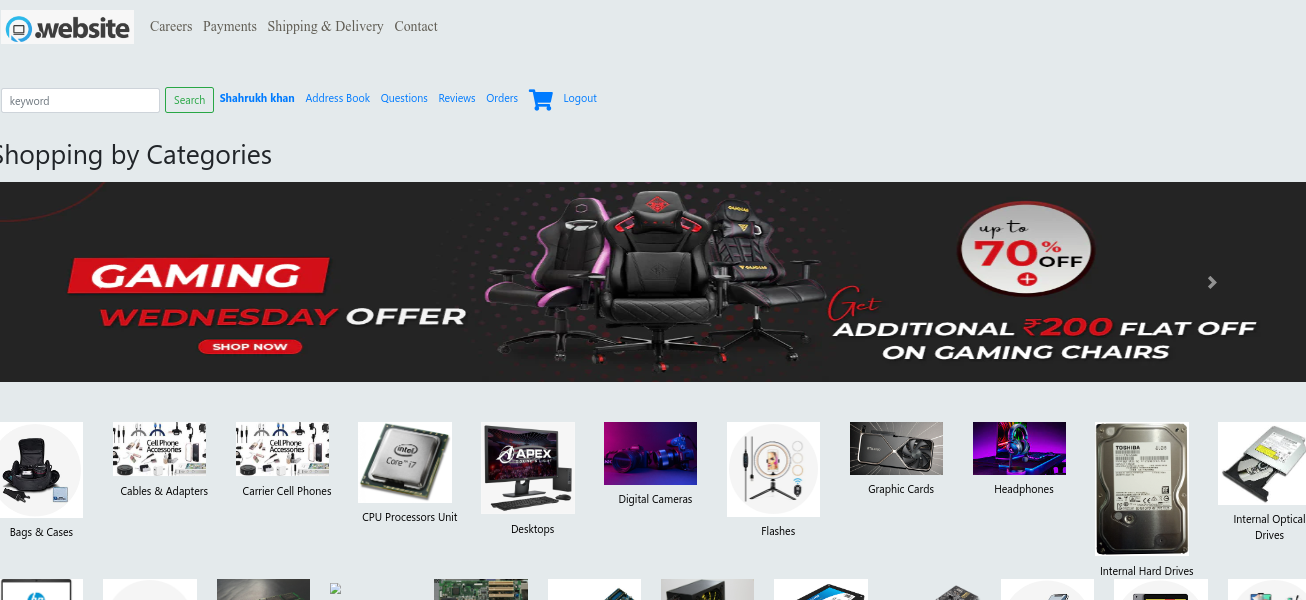 .website Careers Payments Shipping & Delivery Contact
keyword Search Shahrukh khan Address Book Questions Reviews Orders Logout
Shopping by Categories
up to
70% OFF
+
GAMING
WEDNESDAY OFFER
SHOP NOW
Get
ADDITIONAL ₹200 FLAT OFF
ON GAMING CHAIRS
Cell Phone
Accessories
Cell Phone
Accessories
intel
Core i7
APEX
TOSHIBA
Bags & Cases
Cables & Adapters
Carrier Cell Phones
CPU Processors Unit
Desktops
Digital Cameras
Flashes
Graphic Cards
Headphones
Internal Hard Drives
Internal Optical
Drives